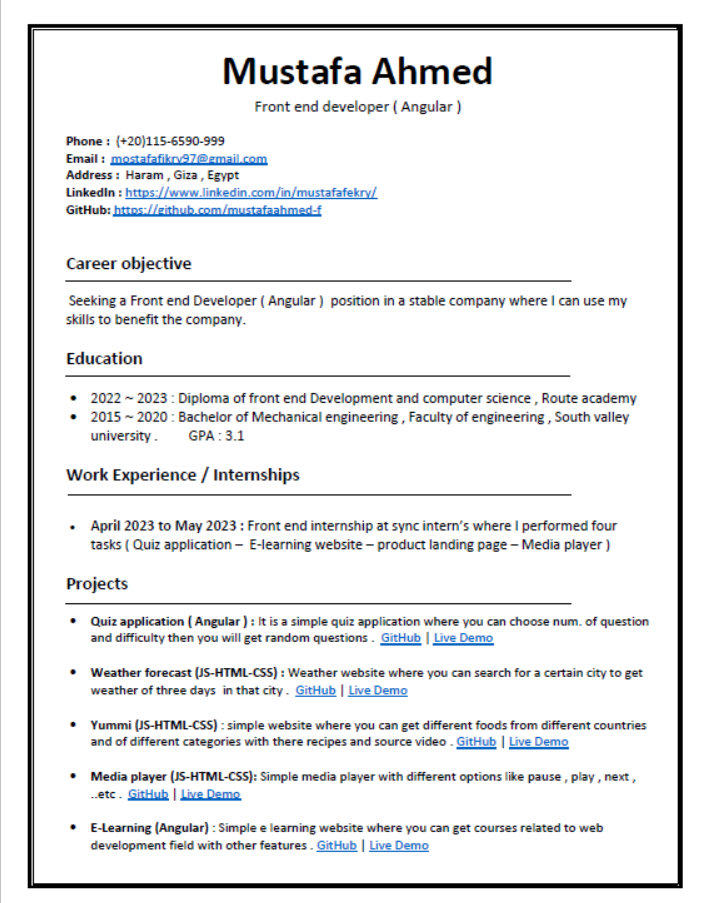 Mustafa Ahmed
Front end developer ( Angular )
Phone : (+20)115-6590-999
Email : mostafafikry97@gmail.com
Address : Haram , Giza , Egypt
LinkedIn : https://www.linkedin.com/in/mustafafekry/
GitHub: https://github.com/mustafaahmed-f
Career objective
Seeking a Front end Developer ( Angular ) position in a stable company where I can use my
skills to benefit the company.
Education
• 2022 ~ 2023 : Diploma of front end Development and computer science , Route academy
• 2015 ~ 2020 : Bachelor of Mechanical engineering , Faculty of engineering , South valley
university . GPA : 3.1
Work Experience / Internships
• April 2023 to May 2023 : Front end internship at sync intern’s where I performed four
tasks ( Quiz application – E-learning website – product landing page – Media player )
Projects
• Quiz application ( Angular ) : It is a simple quiz application where you can choose num. of question
and difficulty then you will get random questions . GitHub | Live Demo
• Weather forecast (JS-HTML-CSS) : Weather website where you can search for a certain city to get
weather of three days in that city . GitHub | Live Demo
• Yummi (JS-HTML-CSS) : simple website where you can get different foods from different countries
and of different categories with there recipes and source video . GitHub | Live Demo
• Media player (JS-HTML-CSS): Simple media player with different options like pause , play , next ,
..etc . GitHub | Live Demo
• E-Learning (Angular) : Simple e learning website where you can get courses related to web
development field with other features . GitHub | Live Demo